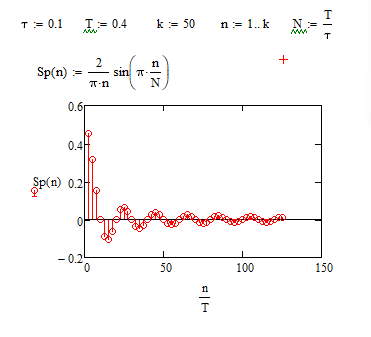 τ := 0.1 T := 0.4 k := 50 n := 1.. k N := T/τ
Sp(n) := 2/(π·n) sin(π·n/N)
0.6
0.4
Sp(n) 0.2
0
−0.2
0 50 100 150
n/T